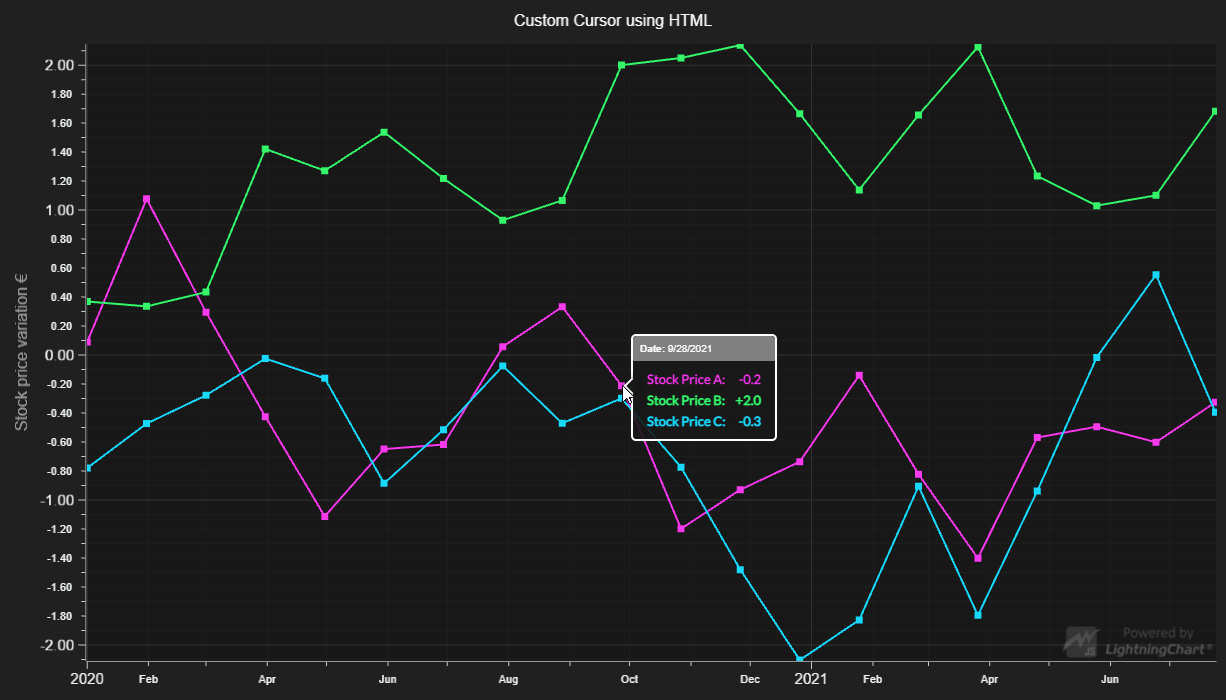 Custom Cursor using HTML
Stock price variation €
2.00
1.80
1.60
1.40
1.20
1.00
0.80
0.60
0.40
0.20
0.00
-0.20
-0.40
-0.60
-0.80
-1.00
-1.20
-1.40
-1.60
-1.80
-2.00
Date: 9/28/2021
Stock Price A: -0.2
Stock Price B: +2.0
Stock Price C: -0.3
Powered by
JS LightningChart®
2020 Feb Apr Jun Aug Oct Dec 2021 Feb Apr Jun